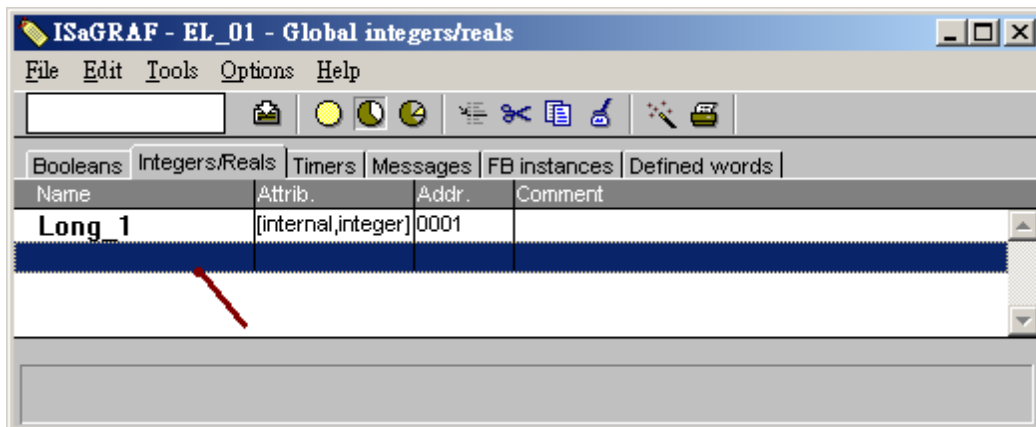 ISaGRAF - EL_01 - Global integers/reals
File Edit Tools Options Help
Booleans Integers/Reals Timers Messages FB instances Defined words
Name Attrib. Addr. Comment
Long_1 [internal,integer] 0001